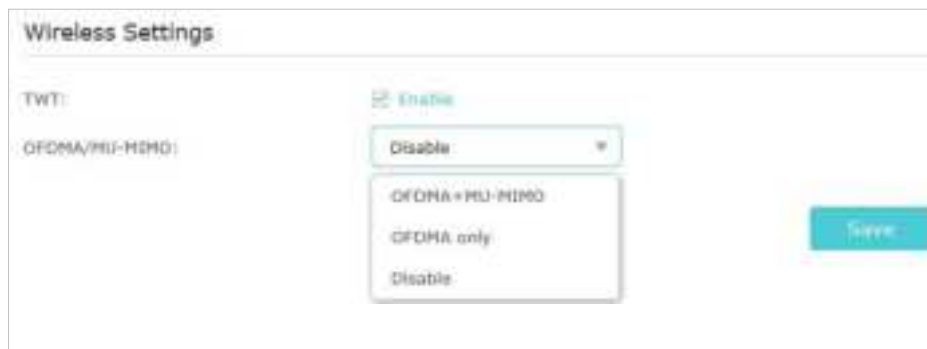 Wireless Settings
TWT:
Enable
OFDMA/MU-MIMO:
Disable
OFDMA+MU-MIMO
OFDMA only
Disable
Save